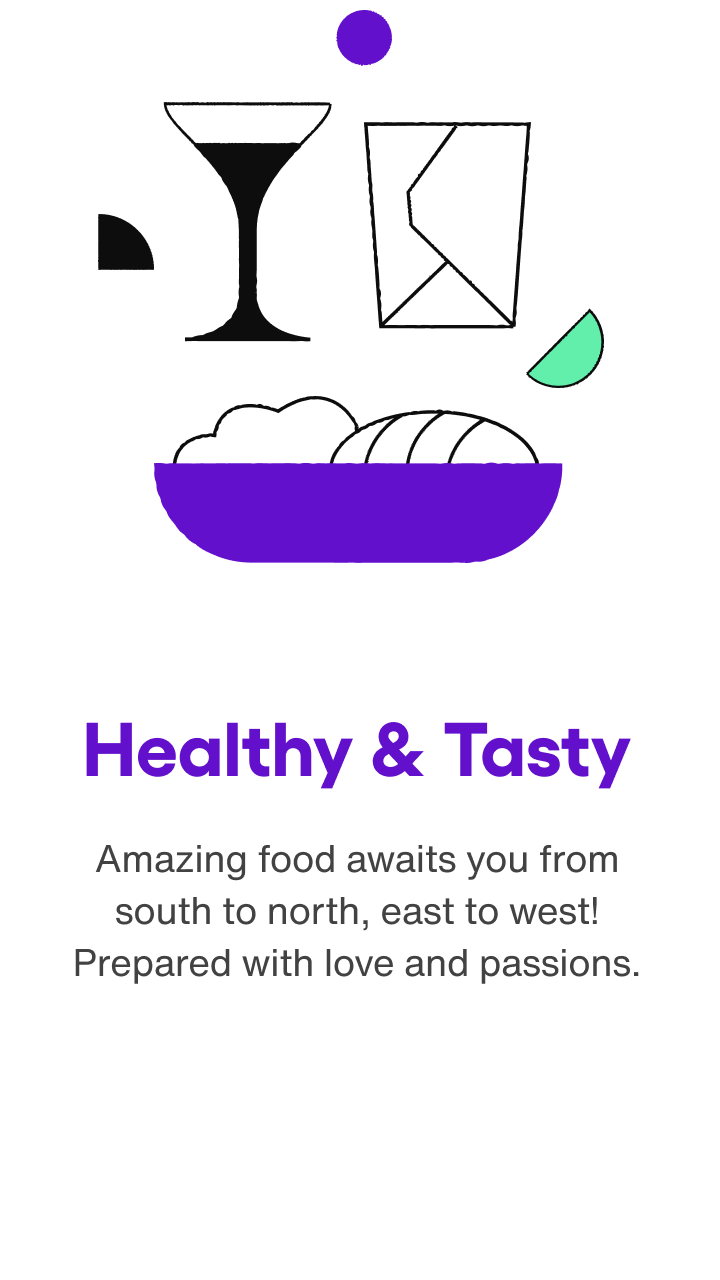 Healthy & Tasty
Amazing food awaits you from
south to north, east to west!
Prepared with love and passions.